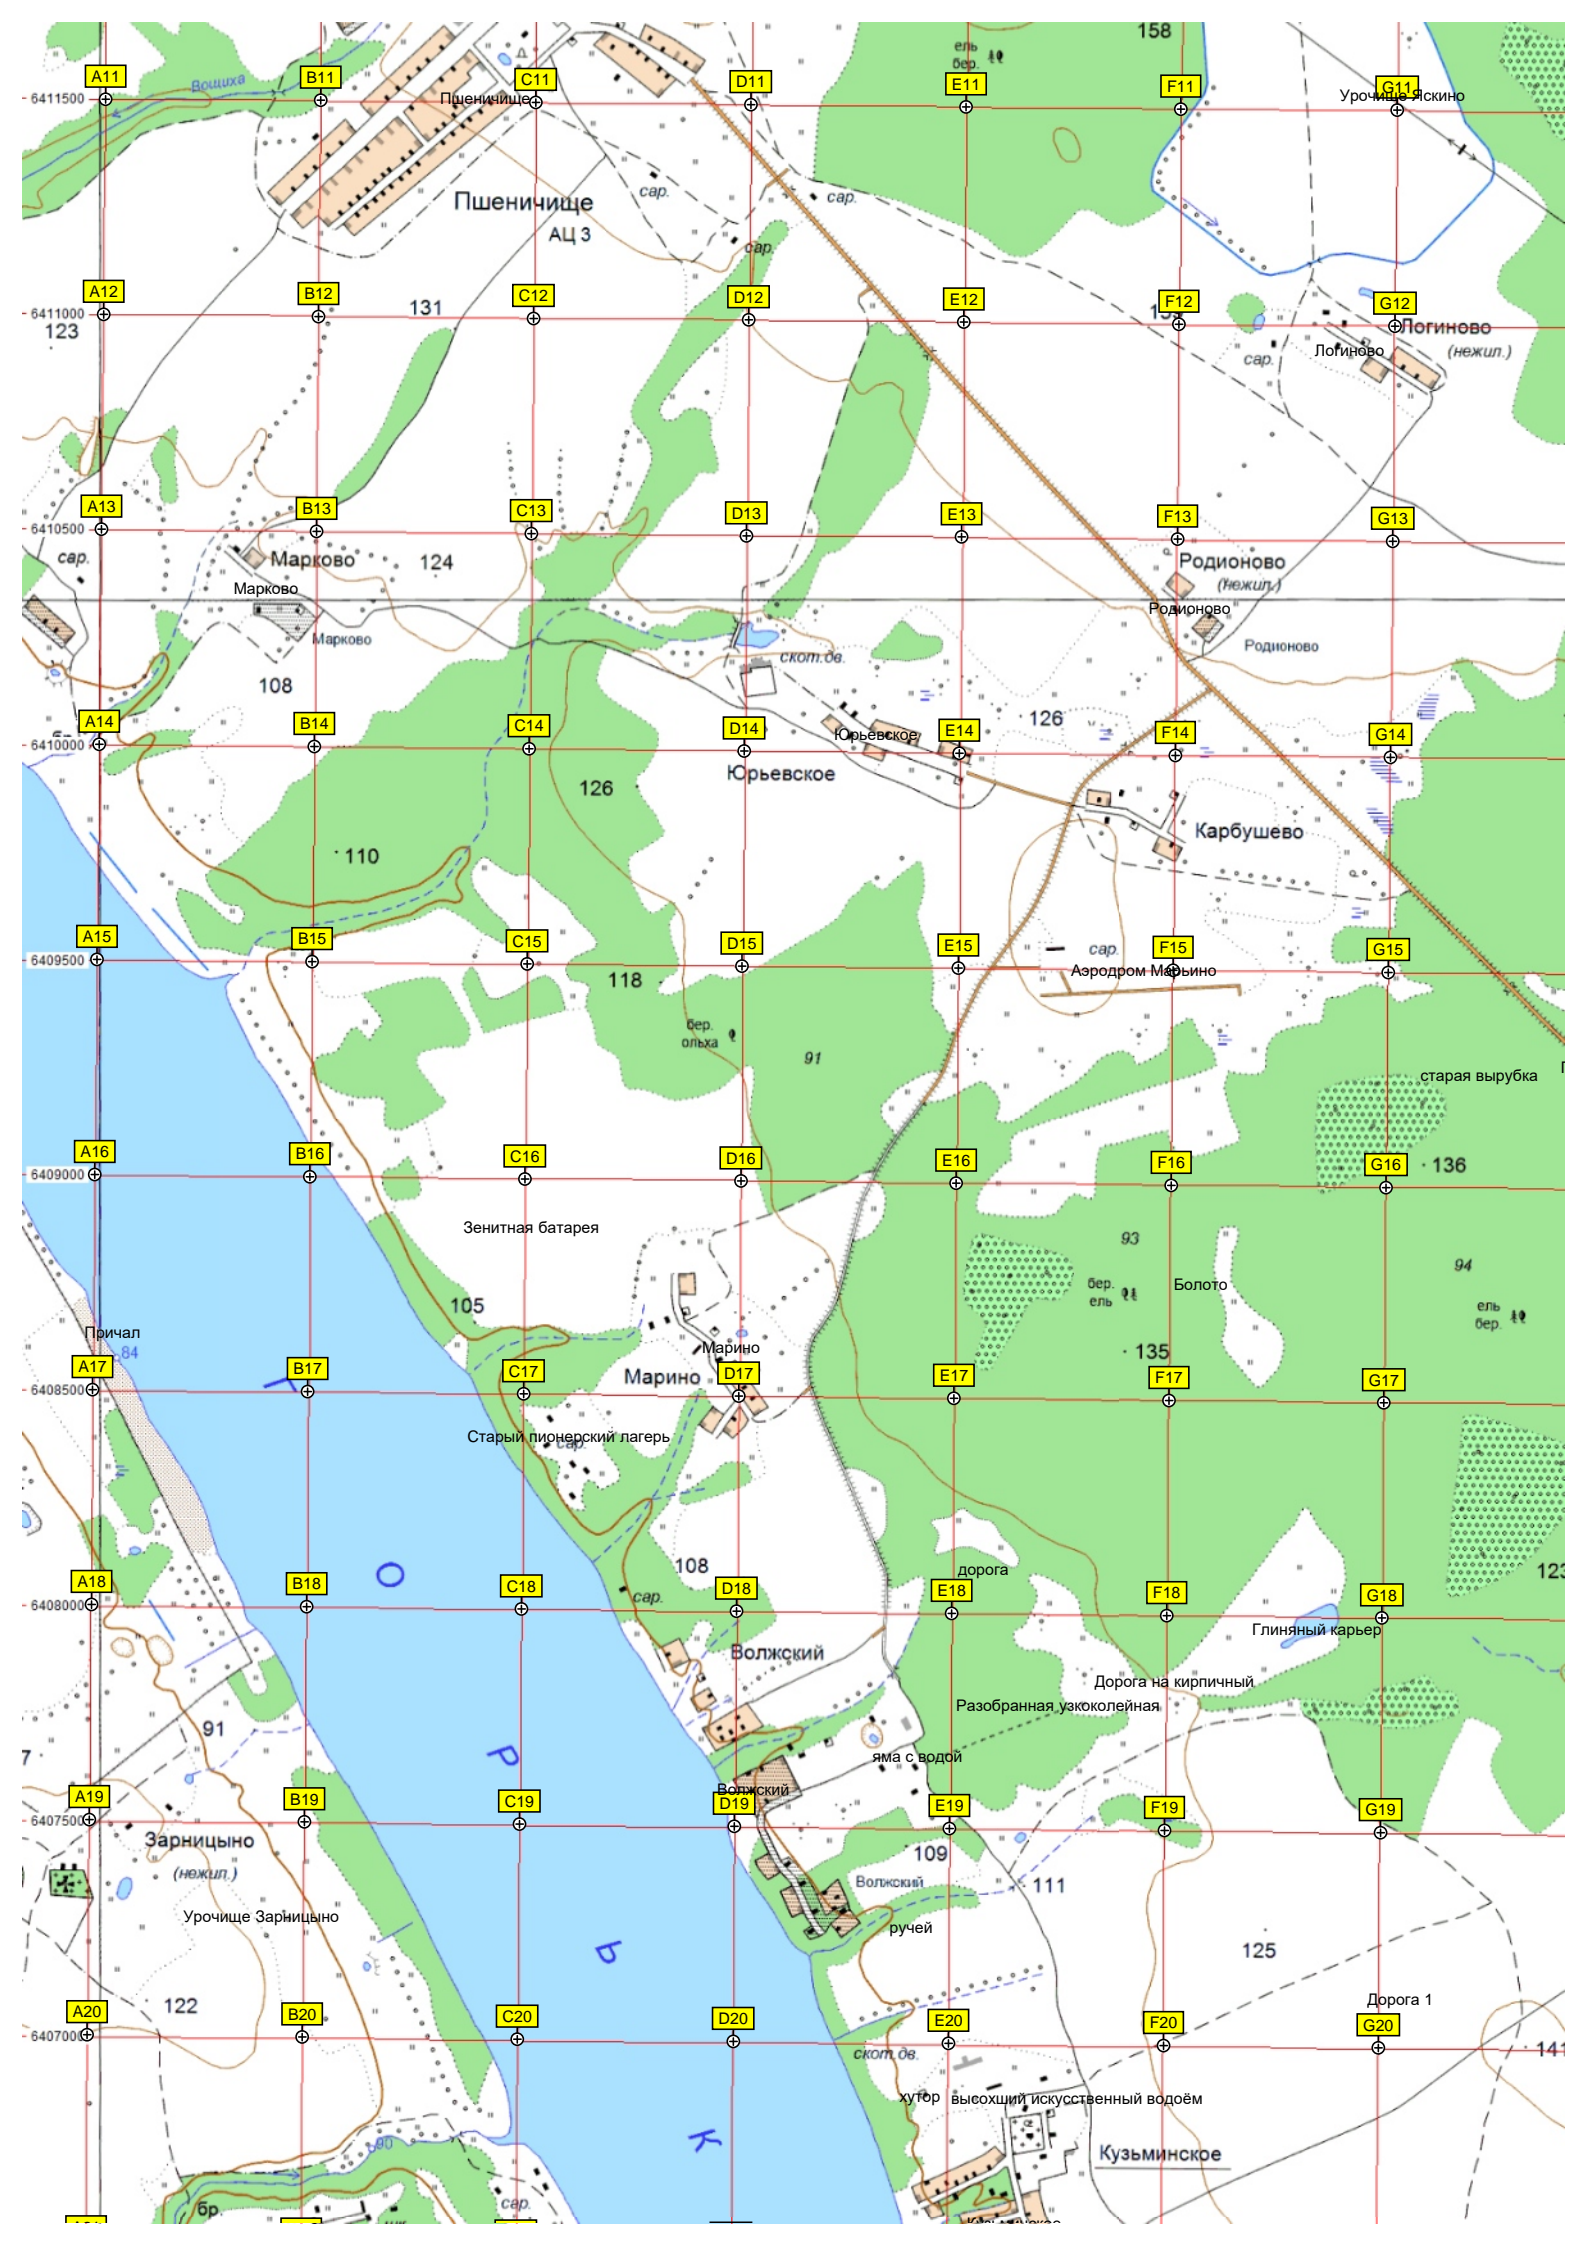 158
ель
бер.
A11
Вощиха
B11
C11
D11
E11
F11
G11
6411500
Пшеничище
Урочище Яскино
Пшеничище
АЦ 3
сар.
сар.
сар.
A12
B12
C12
D12
E12
F12
G12
6411000
123
131
Логиново
Логиново
(нежил.)
сар.
A13
B13
C13
D13
E13
F13
G13
6410500
сар.
Марково
124
Родионово
(нежил.)
Марково
Родионово
Марково
Родионово
скот.дв.
108
A14
B14
C14
D14
E14
F14
G14
6410000
126
Юрьевское
Юрьевское
126
Карбушево
110
A15
B15
C15
D15
E15
F15
G15
6409500
сар.
Аэродром Марьино
118
бер.
ольха
91
старая вырубка
A16
B16
C16
D16
E16
F16
G16
6409000
136
Зенитная батарея
93
94
Болото
бер.
ель
ель
бер.
105
Причал
84
Марино
135
A17
B17
C17
D17
E17
F17
G17
6408500
Марино
Г
Старый пионерский лагерь
сар.
О
108
дорога
123
A18
B18
C18
D18
E18
F18
G18
6408000
сар.
Глиняный карьер
Волжский
Дорога на кирпичный
Разобранная узкоколейная
91
7
Р
яма с водой
Волжский
A19
B19
C19
D19
E19
F19
G19
6407500
Зарницыно
(нежил.)
109
Волжский
111
Урочище Зарницыно
ручей
Ь
125
122
Дорога 1
A20
B20
C20
D20
E20
F20
G20
6407000
скот.дв.
141
хутор
высохший искусственный водоём
К
90
Кузьминское
бр.
сар.